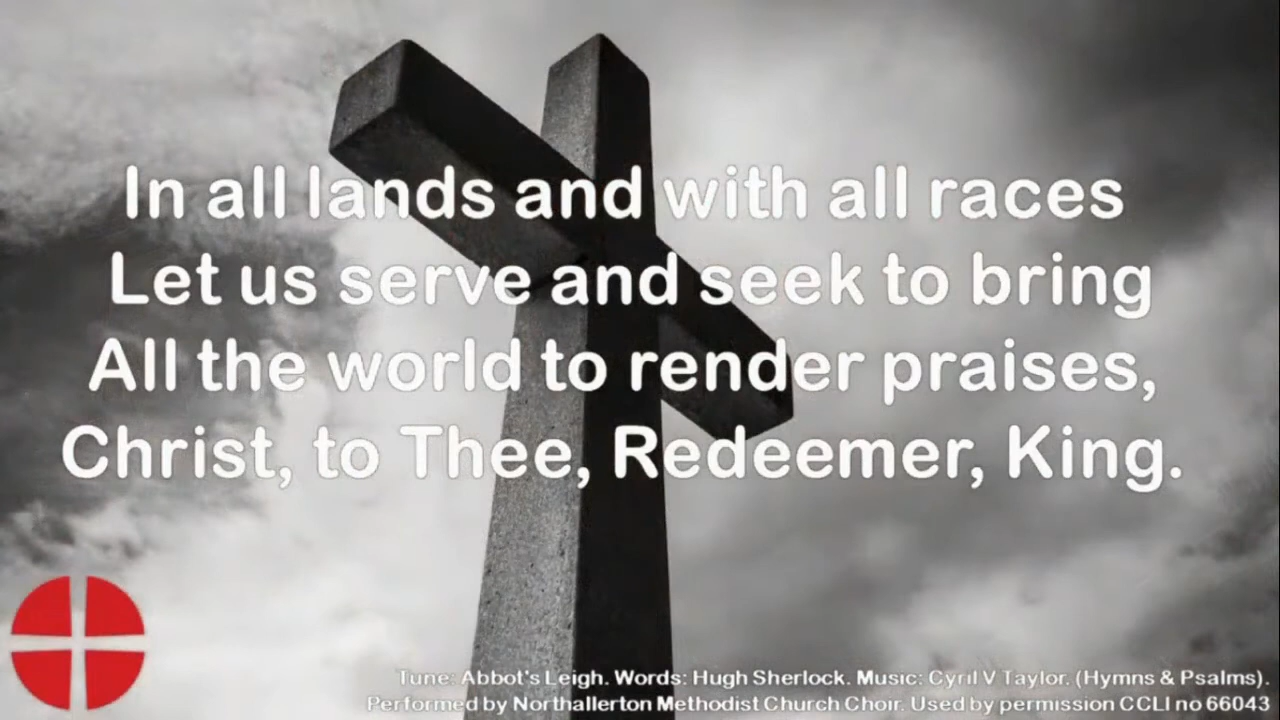 In all lands and with all races
Let us serve and seek to bring
All the world to render praises,
Christ, to Thee, Redeemer, King.
Tune: Abbot's Leigh. Words: Hugh Sherlock. Music: Cyril V Taylor. (Hymns & Psalms).
Performed by Northallerton Methodist Church Choir. Used by permission CCLI no 66043